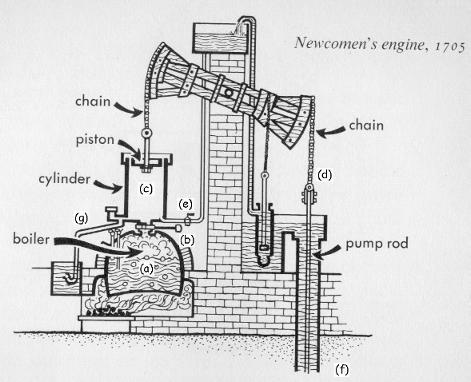 Newcomen's engine, 1705
chain
chain
piston
(d)
cylinder
(c)
(e)
(g)
boiler
(b)
pump rod
(a)
(f)